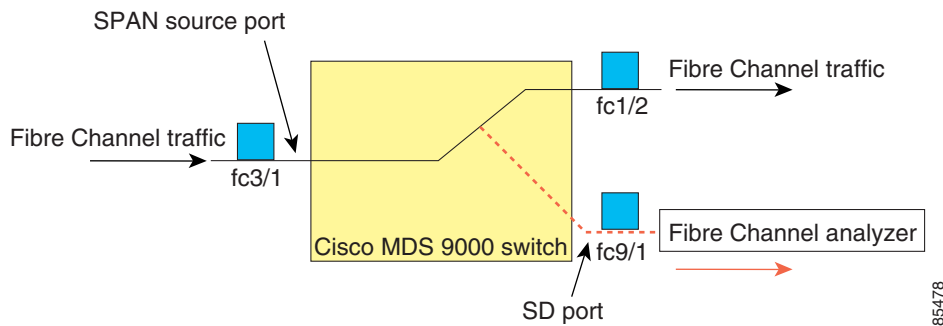 SPAN source port
Fibre Channel traffic
fc1/2
Fibre Channel traffic
fc3/1
Cisco MDS 9000 switch
fc9/1
Fibre Channel analyzer
SD port
85478